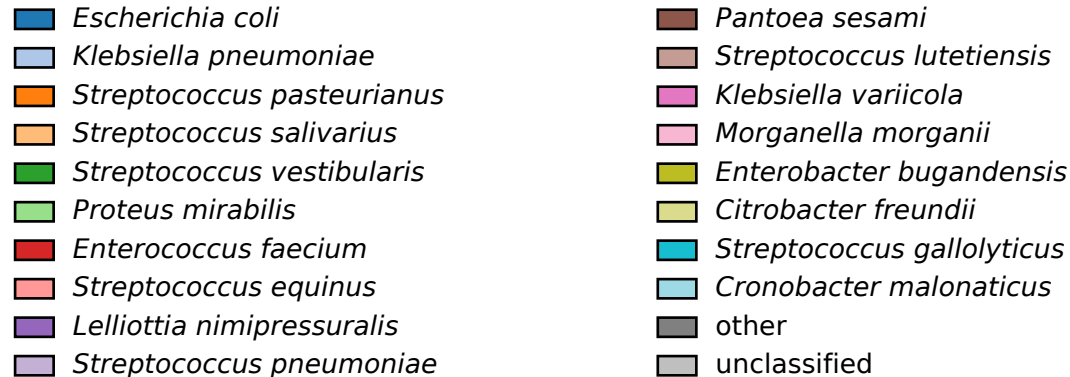 Escherichia coli
Klebsiella pneumoniae
Streptococcus pasteurianus
Streptococcus salivarius
Streptococcus vestibularis
Proteus mirabilis
Enterococcus faecium
Streptococcus equinus
Lelliottia nimipressuralis
Streptococcus pneumoniae
Pantoea sesami
Streptococcus lutetiensis
Klebsiella variicola
Morganella morganii
Enterobacter bugandensis
Citrobacter freundii
Streptococcus gallolyticus
Cronobacter malonaticus
other
unclassified